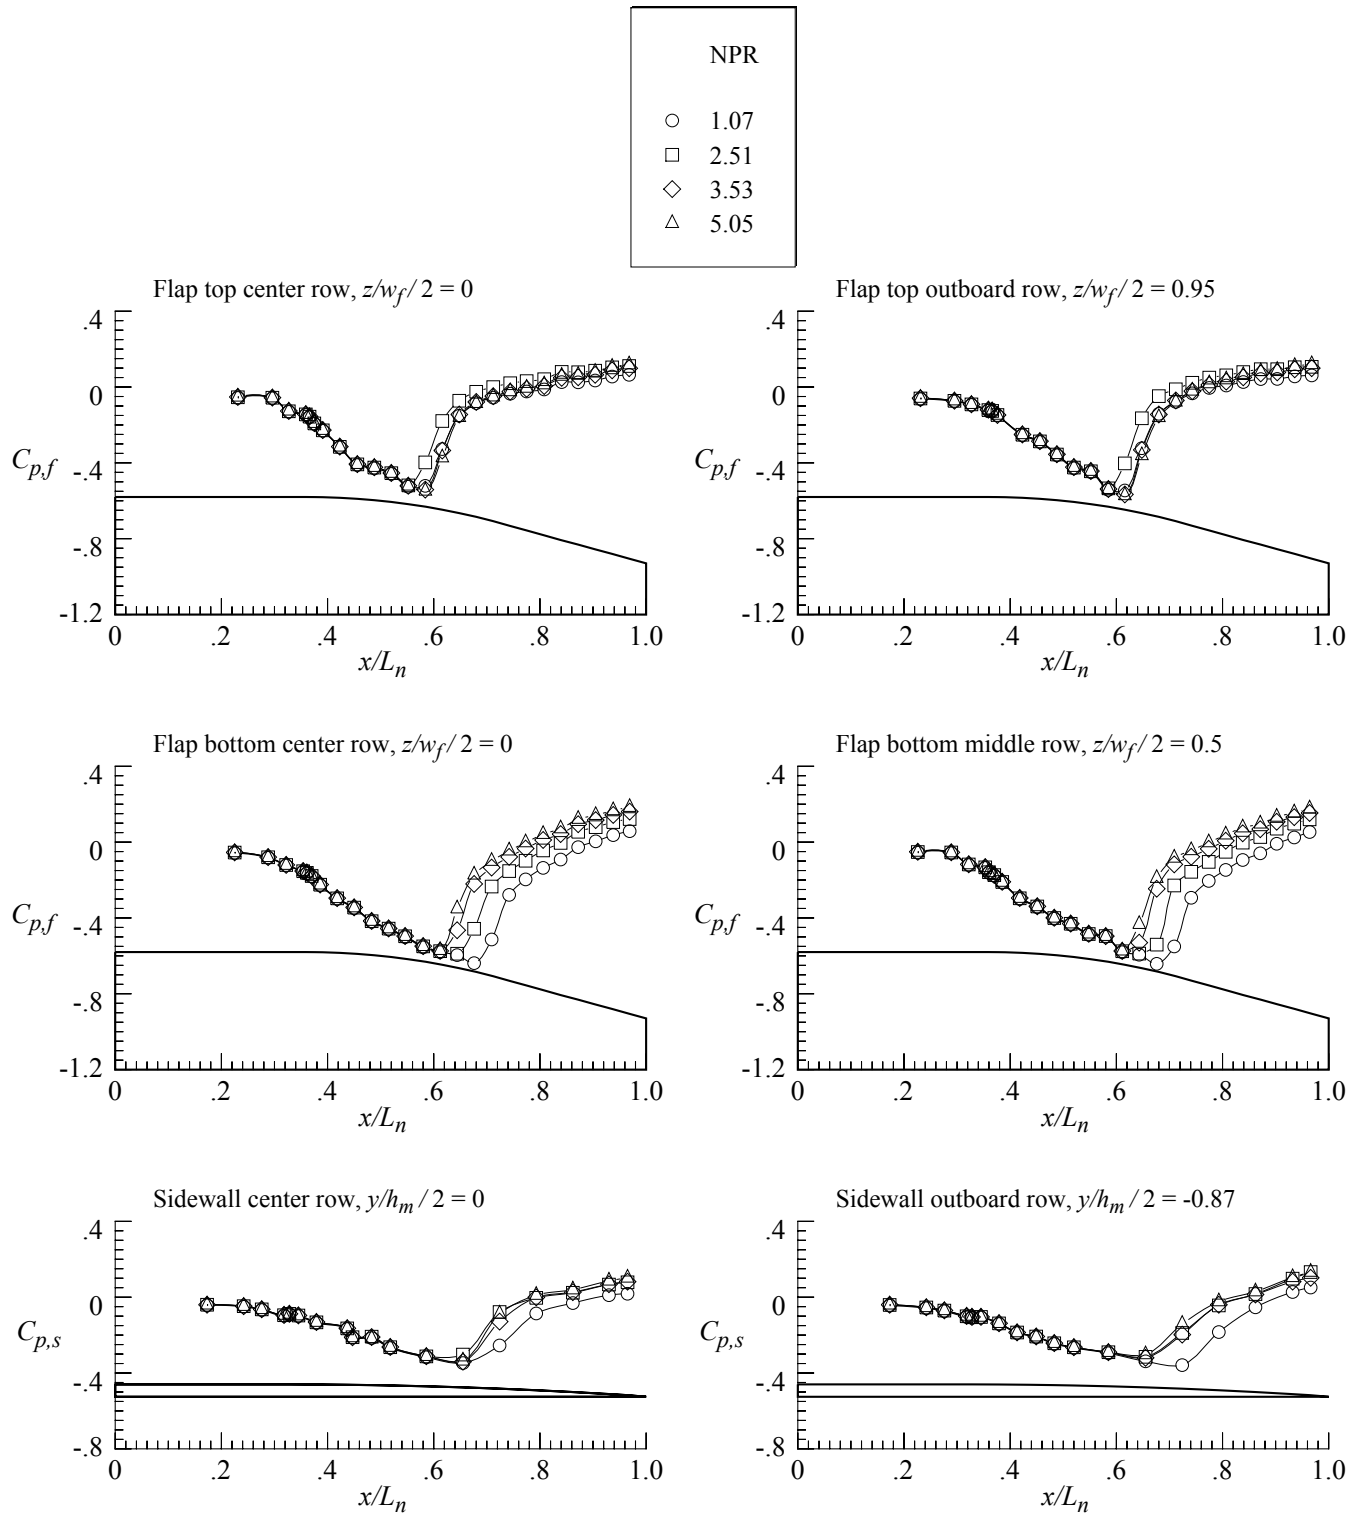 NPR
1.07
2.51
3.53
5.05
Flap top center row, z/w_f / 2 = 0
.4
0
-.4
-.8
-1.2
C_p,f
0 .2 .4 .6 .8 1.0
x/L_n
Flap top outboard row, z/w_f / 2 = 0.95
.4
0
-.4
-.8
-1.2
C_p,f
0 .2 .4 .6 .8 1.0
x/L_n
Flap bottom center row, z/w_f / 2 = 0
.4
0
-.4
-.8
-1.2
C_p,f
0 .2 .4 .6 .8 1.0
x/L_n
Flap bottom middle row, z/w_f / 2 = 0.5
.4
0
-.4
-.8
-1.2
C_p,f
0 .2 .4 .6 .8 1.0
x/L_n
Sidewall center row, y/h_m / 2 = 0
.4
0
-.4
-.8
C_p,s
0 .2 .4 .6 .8 1.0
x/L_n
Sidewall outboard row, y/h_m / 2 = -0.87
.4
0
-.4
-.8
C_p,s
0 .2 .4 .6 .8 1.0
x/L_n